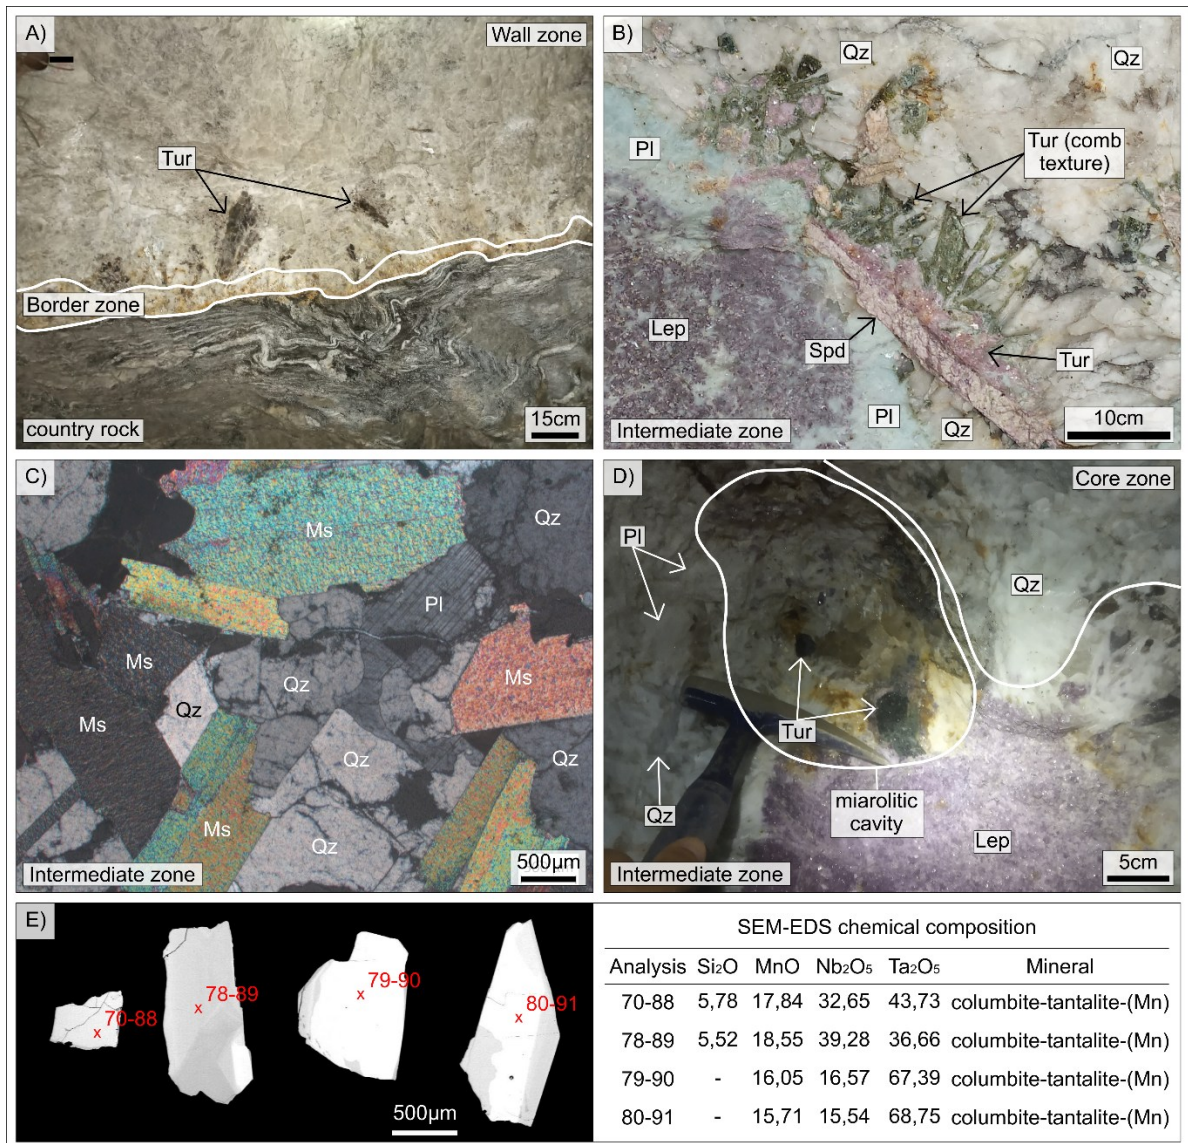 A)
Wall zone
Tur
Border zone
country rock
15cm
B)
Qz
Qz
Pl
Tur (comb
texture)
Lep
Spd
Tur
Pl
Qz
Intermediate zone
10cm
C)
Ms
Qz
Pl
Ms
Qz
Ms
Qz
Ms
Qz
Qz
Ms
Qz
Intermediate zone
500µm
D)
Core zone
Pl
Qz
Tur
Qz
miarolitic
cavity
Lep
Intermediate zone
5cm
E)
70-88
78-89
79-90
80-91
500µm
SEM-EDS chemical composition
Analysis Si₂O MnO Nb₂O₅ Ta₂O₅ Mineral
70-88 5,78 17,84 32,65 43,73 columbite-tantalite-(Mn)
78-89 5,52 18,55 39,28 36,66 columbite-tantalite-(Mn)
79-90 - 16,05 16,57 67,39 columbite-tantalite-(Mn)
80-91 - 15,71 15,54 68,75 columbite-tantalite-(Mn)